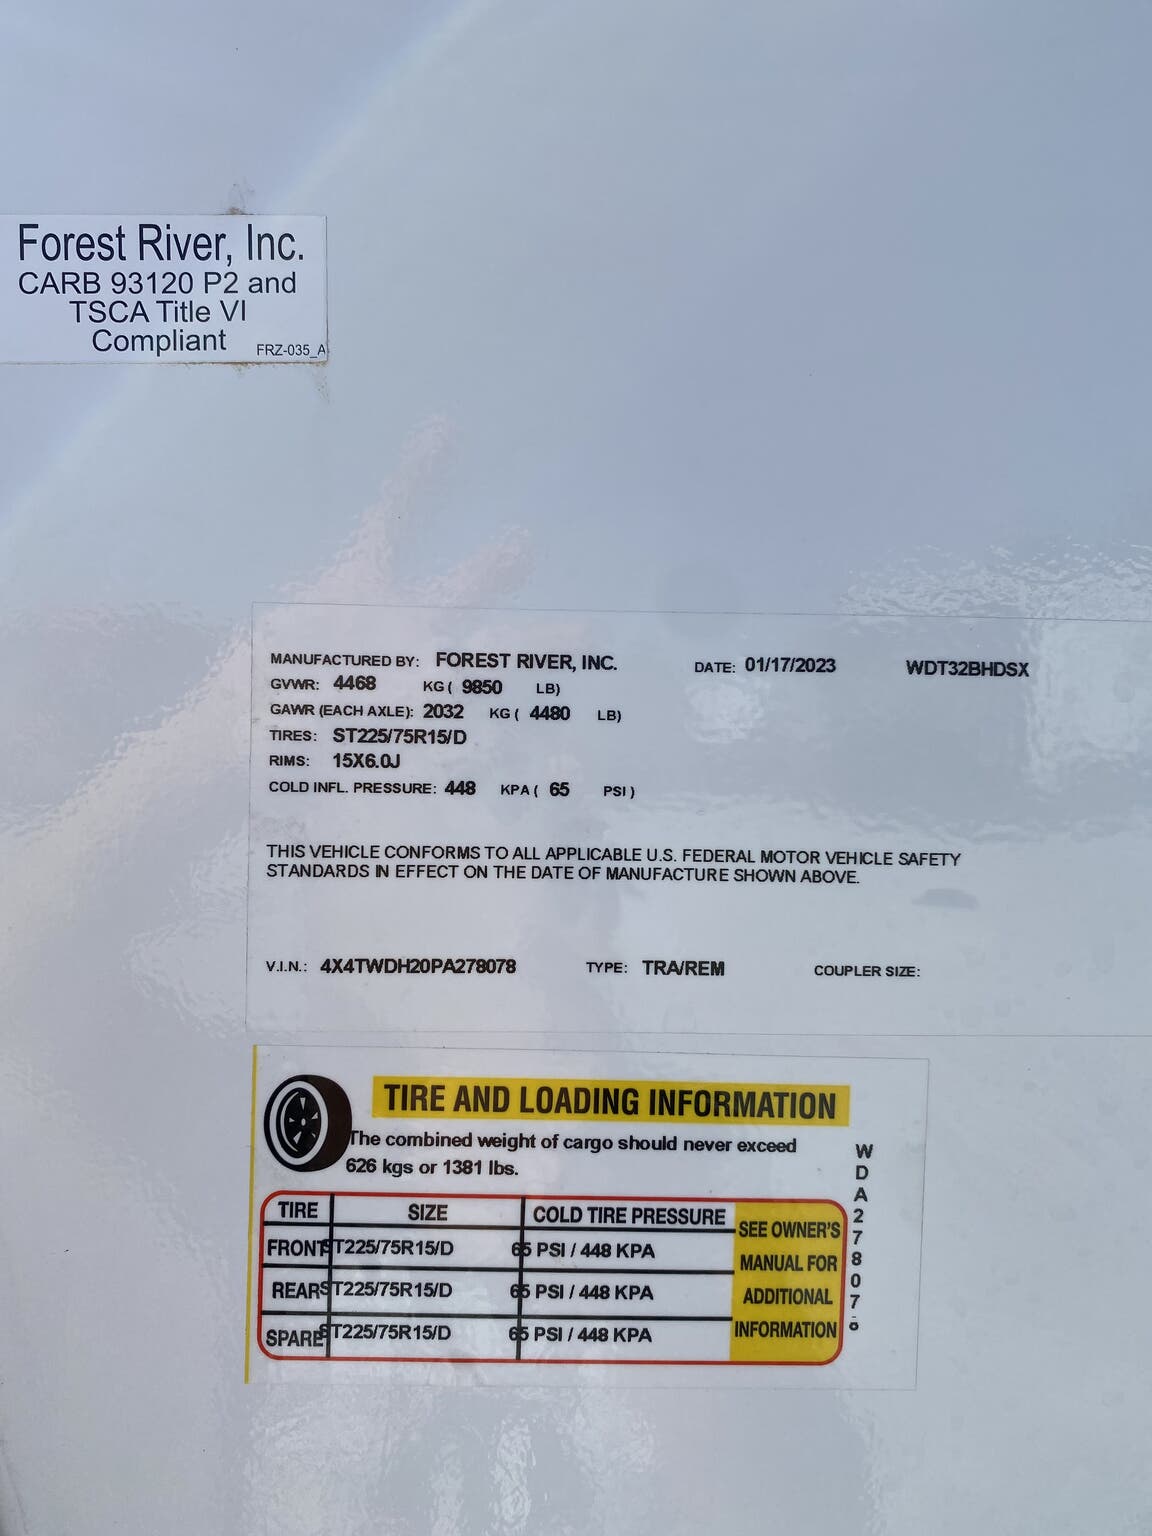 Forest River, Inc.
CARB 93120 P2 and
TSCA Title VI
Compliant
FRZ-035_A
MANUFACTURED BY: FOREST RIVER, INC. DATE: 01/17/2023 WDT32BHDSX
GVWR: 4468 KG ( 9850 LB)
GAWR (EACH AXLE): 2032 KG ( 4480 LB)
TIRES: ST225/75R15/D
RIMS: 15X6.0J
COLD INFL. PRESSURE: 448 KPA ( 65 PSI )
THIS VEHICLE CONFORMS TO ALL APPLICABLE U.S. FEDERAL MOTOR VEHICLE SAFETY
STANDARDS IN EFFECT ON THE DATE OF MANUFACTURE SHOWN ABOVE.
V.I.N.: 4X4TWDH20PA278078 TYPE: TRA/REM COUPLER SIZE:
TIRE AND LOADING INFORMATION
The combined weight of cargo should never exceed
626 kgs or 1381 lbs.
TIRE SIZE COLD TIRE PRESSURE
FRONT ST225/75R15/D 65 PSI / 448 KPA
REAR ST225/75R15/D 65 PSI / 448 KPA
SPARE ST225/75R15/D 65 PSI / 448 KPA
SEE OWNER'S
MANUAL FOR
ADDITIONAL
INFORMATION
WDA278078